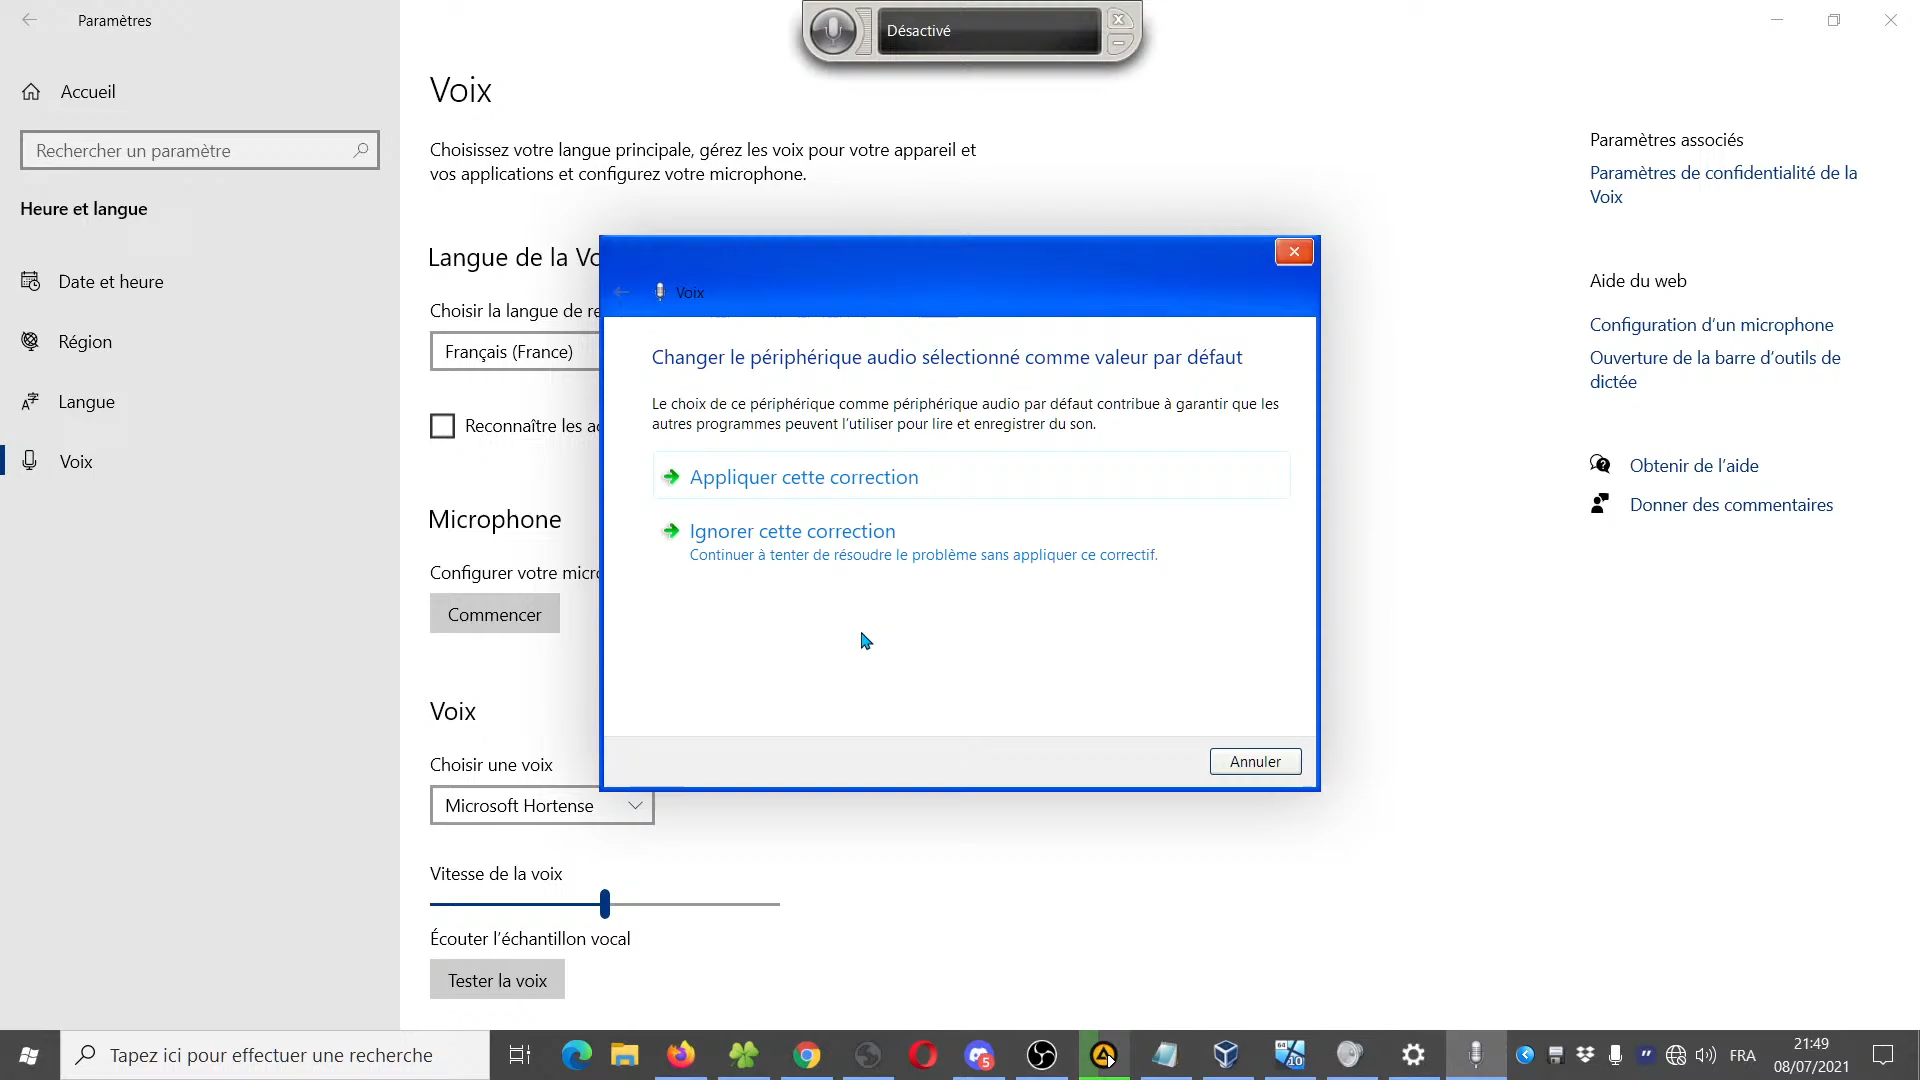 Paramètres
Désactivé
Accueil
Rechercher un paramètre
Heure et langue
Date et heure
Région
Langue
Voix
Voix
Choisissez votre langue principale, gérez les voix pour votre appareil et
vos applications et configurez votre microphone.
Langue de la Vo
Choisir la langue de re
Français (France)
Reconnaître les ac
Microphone
Configurer votre micro
Commencer
Voix
Choisir une voix
Microsoft Hortense
Vitesse de la voix
Écouter l'échantillon vocal
Tester la voix
Voix
Changer le périphérique audio sélectionné comme valeur par défaut
Le choix de ce périphérique comme périphérique audio par défaut contribue à garantir que les
autres programmes peuvent l'utiliser pour lire et enregistrer du son.
Appliquer cette correction
Ignorer cette correction
Continuer à tenter de résoudre le problème sans appliquer ce correctif.
Annuler
Paramètres associés
Paramètres de confidentialité de la
Voix
Aide du web
Configuration d'un microphone
Ouverture de la barre d'outils de
dictée
Obtenir de l'aide
Donner des commentaires
Tapez ici pour effectuer une recherche
5
64
10
FRA
21:49
08/07/2021